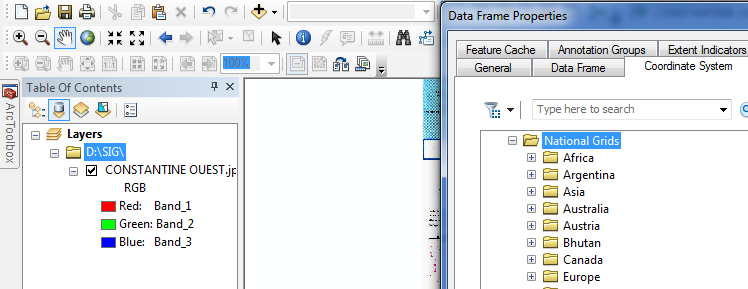 Data Frame Properties
Feature Cache Annotation Groups Extent Indicators
General Data Frame Coordinate System
100%
Type here to search
ArcToolbox
Table Of Contents
Layers
D:\SIG\
CONSTANTINE OUEST.jp
RGB
Red: Band_1
Green: Band_2
Blue: Band_3
National Grids
Africa
Argentina
Asia
Australia
Austria
Bhutan
Canada
Europe